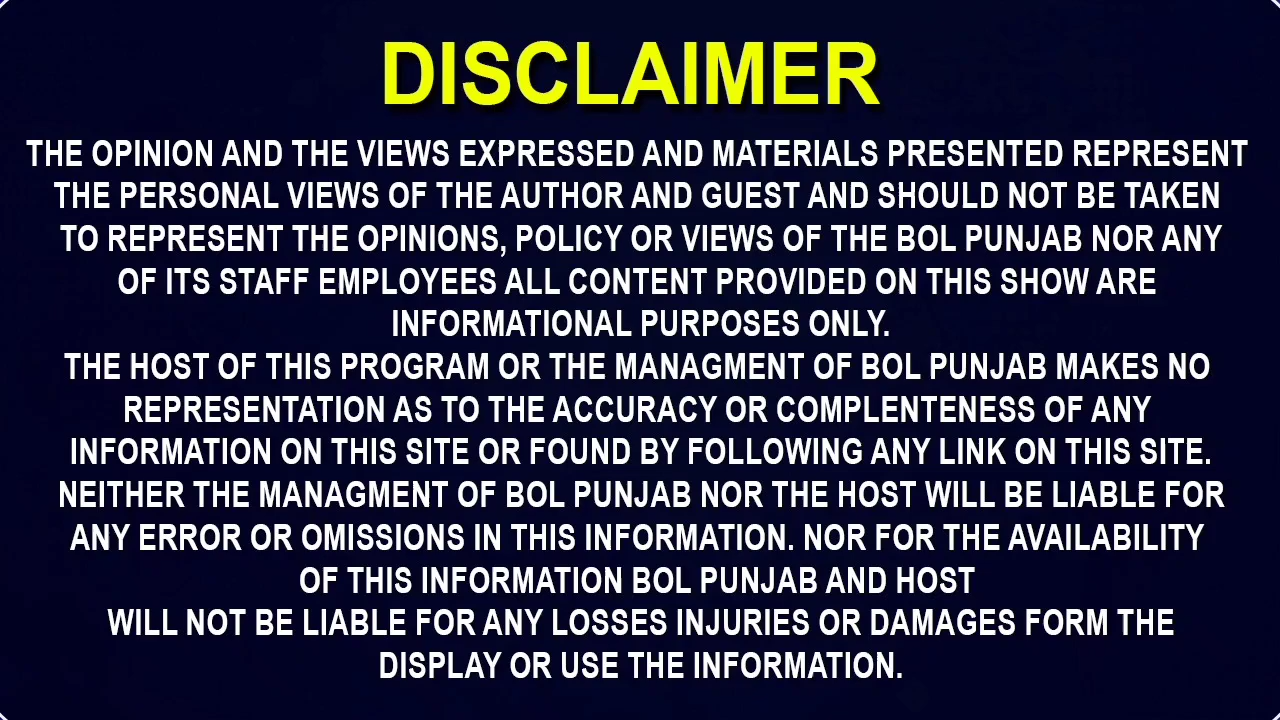 DISCLAIMER
THE OPINION AND THE VIEWS EXPRESSED AND MATERIALS PRESENTED REPRESENT
THE PERSONAL VIEWS OF THE AUTHOR AND GUEST AND SHOULD NOT BE TAKEN
TO REPRESENT THE OPINIONS, POLICY OR VIEWS OF THE BOL PUNJAB NOR ANY
OF ITS STAFF EMPLOYEES ALL CONTENT PROVIDED ON THIS SHOW ARE
INFORMATIONAL PURPOSES ONLY.
THE HOST OF THIS PROGRAM OR THE MANAGMENT OF BOL PUNJAB MAKES NO
REPRESENTATION AS TO THE ACCURACY OR COMPLENTENESS OF ANY
INFORMATION ON THIS SITE OR FOUND BY FOLLOWING ANY LINK ON THIS SITE.
NEITHER THE MANAGMENT OF BOL PUNJAB NOR THE HOST WILL BE LIABLE FOR
ANY ERROR OR OMISSIONS IN THIS INFORMATION. NOR FOR THE AVAILABILITY
OF THIS INFORMATION BOL PUNJAB AND HOST
WILL NOT BE LIABLE FOR ANY LOSSES INJURIES OR DAMAGES FORM THE
DISPLAY OR USE THE INFORMATION.